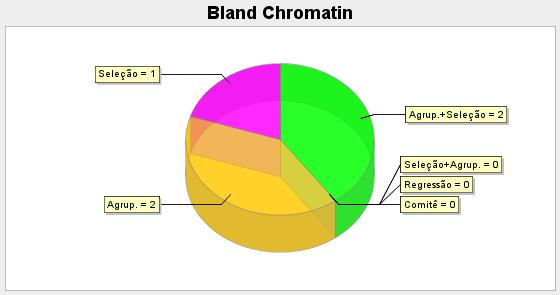 Bland Chromatin
Seleção = 1
Agrup.+Seleção = 2
Seleção+Agrup. = 0
Regressão = 0
Agrup. = 2
Comitê = 0